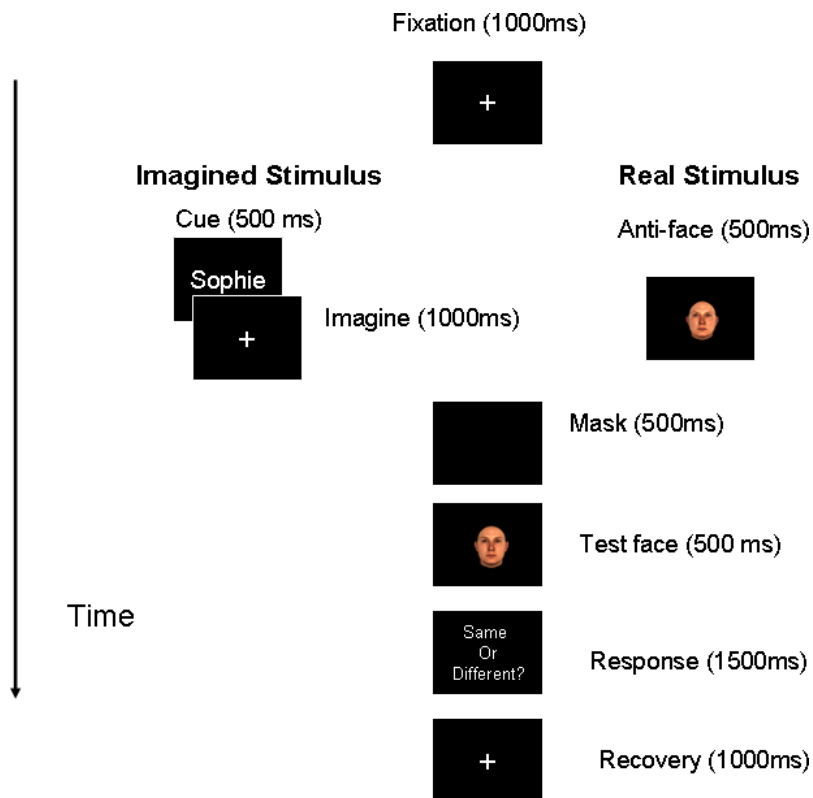 Fixation (1000ms)
Imagined Stimulus
Real Stimulus
Cue (500 ms)
Anti-face (500ms)
Sophie
Imagine (1000ms)
Mask (500ms)
Test face (500 ms)
Time
Same
Or
Different?
Response (1500ms)
Recovery (1000ms)